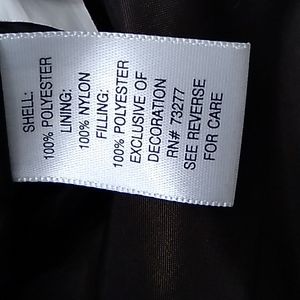 SHELL:
100% POLYESTER
LINING:
100% NYLON
FILLING:
100% POLYESTER
EXCLUSIVE OF
DECORATION
RN# 73277
SEE REVERSE
FOR CARE